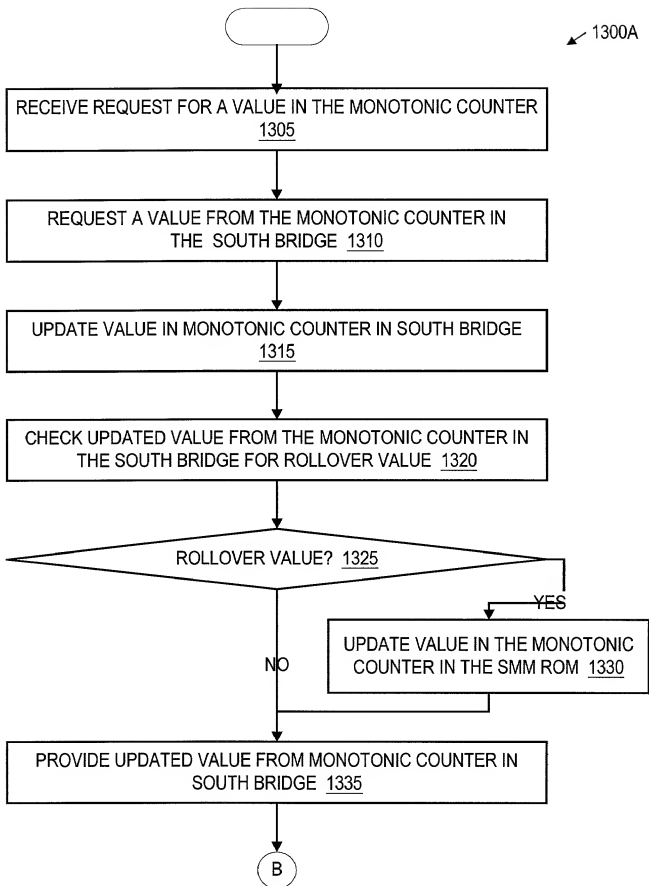 1300A
RECEIVE REQUEST FOR A VALUE IN THE MONOTONIC COUNTER
1305
REQUEST A VALUE FROM THE MONOTONIC COUNTER IN
THE SOUTH BRIDGE 1310
UPDATE VALUE IN MONOTONIC COUNTER IN SOUTH BRIDGE
1315
CHECK UPDATED VALUE FROM THE MONOTONIC COUNTER IN
THE SOUTH BRIDGE FOR ROLLOVER VALUE 1320
ROLLOVER VALUE? 1325
YES
UPDATE VALUE IN THE MONOTONIC
COUNTER IN THE SMM ROM 1330
NO
PROVIDE UPDATED VALUE FROM MONOTONIC COUNTER IN
SOUTH BRIDGE 1335
B